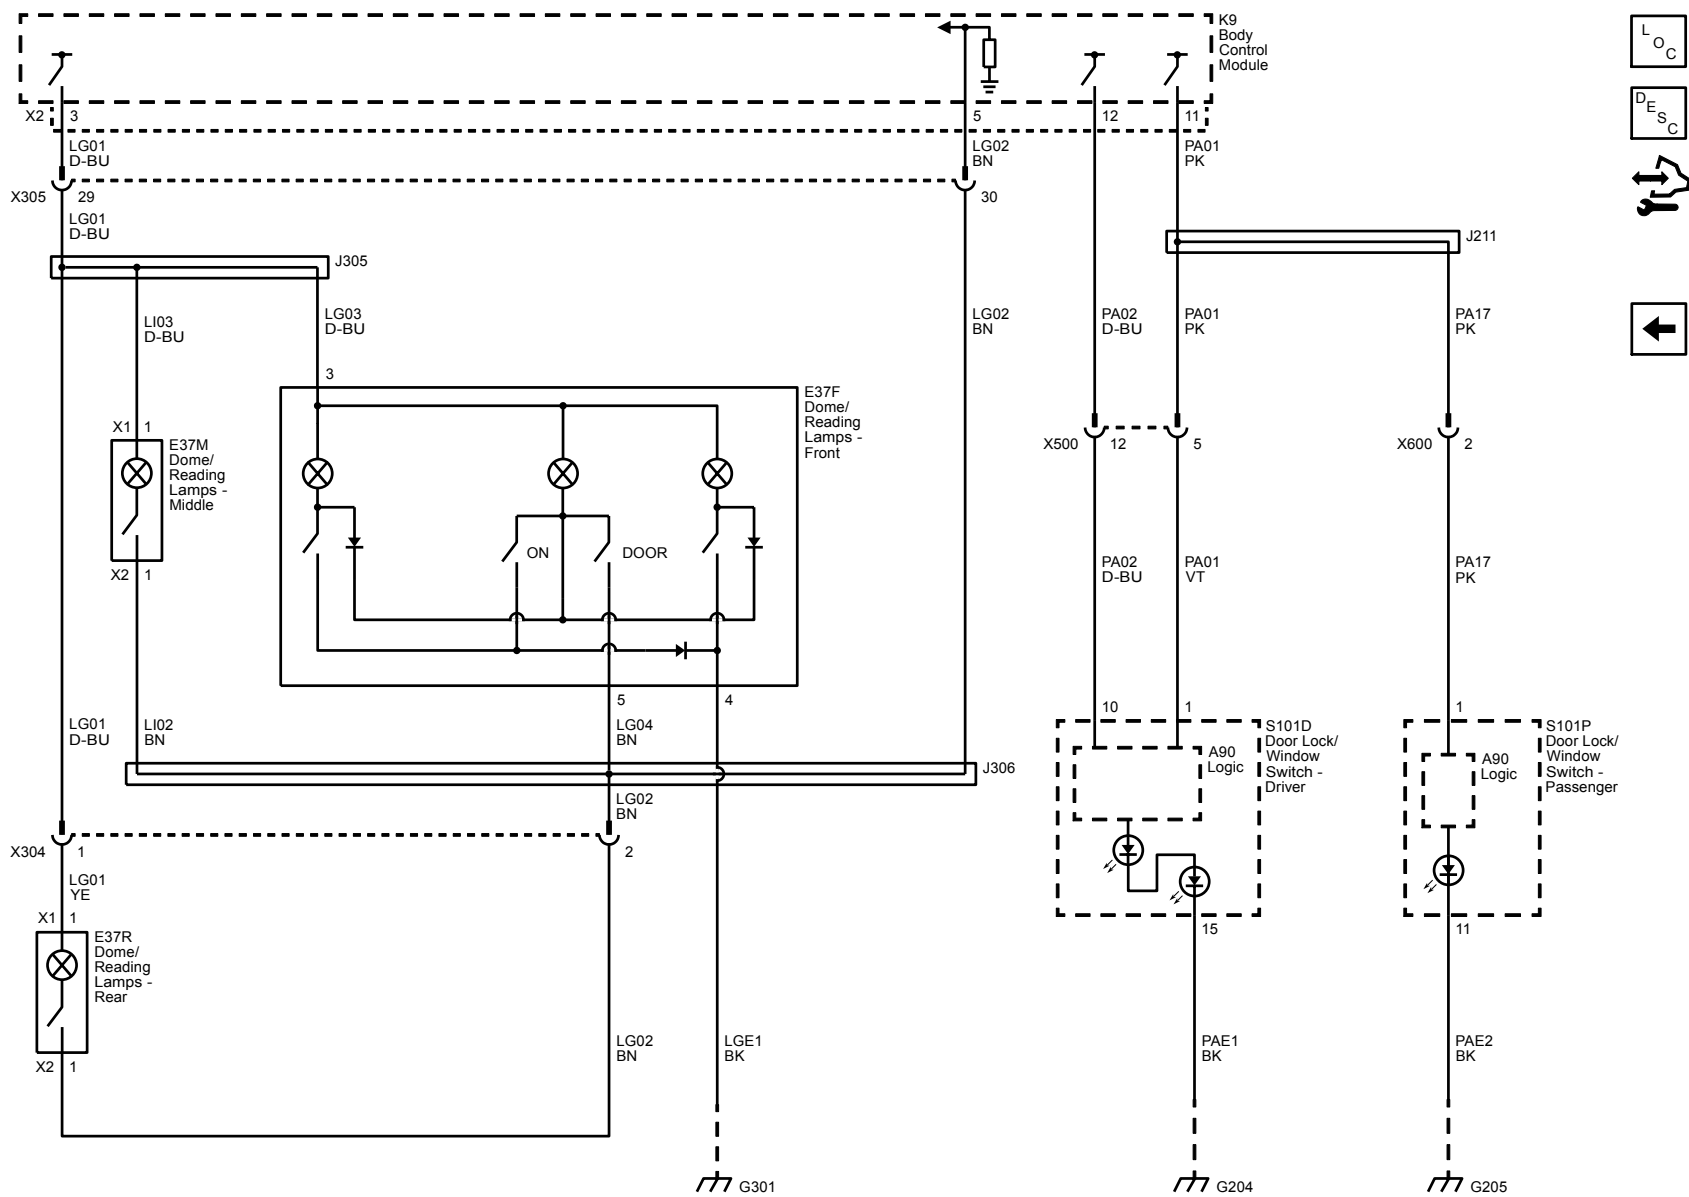 K9
Body
Control
Module
L
O
C
D
E
S
C
X2
3
5
12
11
LG01
D-BU
LG02
BN
PA01
PK
X305
29
30
LG01
D-BU
J305
J211
LI03
D-BU
LG03
D-BU
LG02
BN
PA02
D-BU
PA01
PK
PA17
PK
3
E37F
Dome/
Reading
Lamps -
Front
X1
1
E37M
Dome/
Reading
Lamps -
Middle
X500
12
5
X600
2
ON
DOOR
X2
1
PA02
D-BU
PA01
VT
PA17
PK
5
4
10
1
1
LG01
D-BU
LI02
BN
LG04
BN
S101D
Door Lock/
Window
Switch -
Driver
A90
Logic
S101P
Door Lock/
Window
Switch -
Passenger
A90
Logic
J306
LG02
BN
X304
1
2
LG01
YE
X1
1
E37R
Dome/
Reading
Lamps -
Rear
15
11
X2
1
LG02
BN
LGE1
BK
PAE1
BK
PAE2
BK
G301
G204
G205